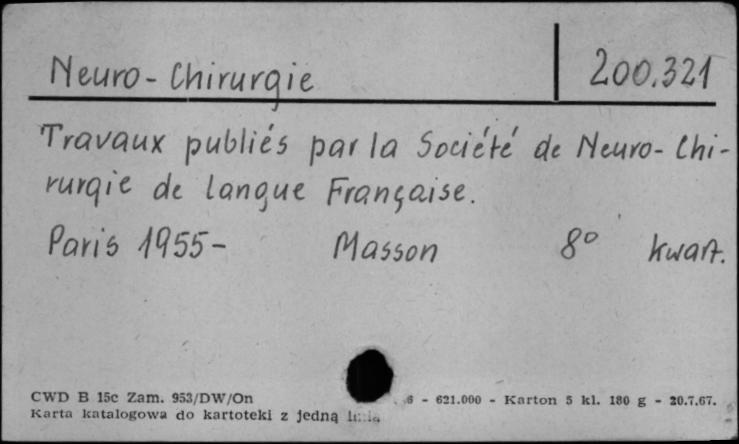 Neuro-Chirurgie 200.321
Travaux publiés par la Société de Neuro-Chi-
rurgie de langue Française.
Paris 1955- Masson 8° kwart.
CWD B 15c Zam. 953/DW/On 6 - 621.000 - Karton 5 kl. 180 g - 20.7.67.
Karta katalogowa do kartoteki z jedną